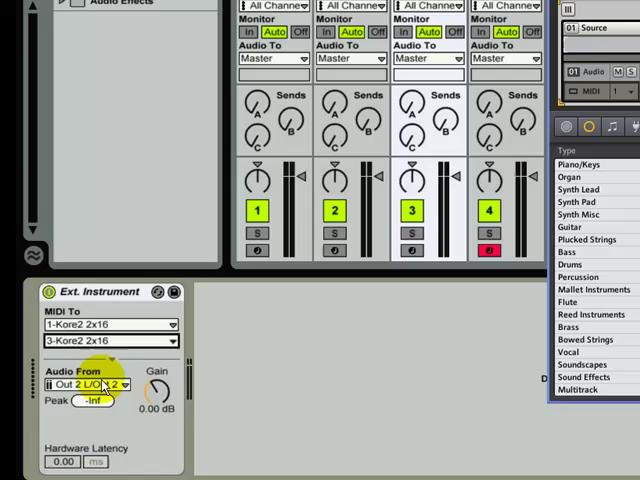 Audio Effects
All Channe
All Channe
All Channe
All Channe
Monitor
Monitor
Monitor
Monitor
In Auto Off
In Auto Off
In Auto Off
In Auto Off
Audio To
Audio To
Audio To
Audio To
Master
Master
Master
Master
Sends
Sends
Sends
Sends
A
B
C
A
B
C
A
B
C
A
B
C
1
2
3
4
S
S
S
S
01 Source
01 Audio M S
MIDI 1
Type
Piano/Keys
Organ
Synth Lead
Synth Pad
Synth Misc
Guitar
Plucked Strings
Bass
Drums
Percussion
Mallet Instruments
Flute
Reed Instruments
Brass
Bowed Strings
Vocal
Soundscapes
Sound Effects
Multitrack
Ext. Instrument
MIDI To
1-Kore2 2x16
3-Kore2 2x16
Audio From
Gain
Out 2 L/O
Peak -Inf
0.00 dB
Hardware Latency
0.00 ms
D